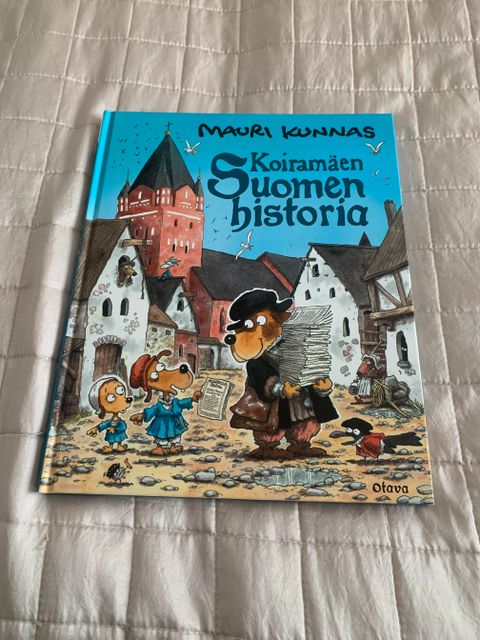 MAURI KUNNAS
Koiramäen
Suomen
historia
Otava